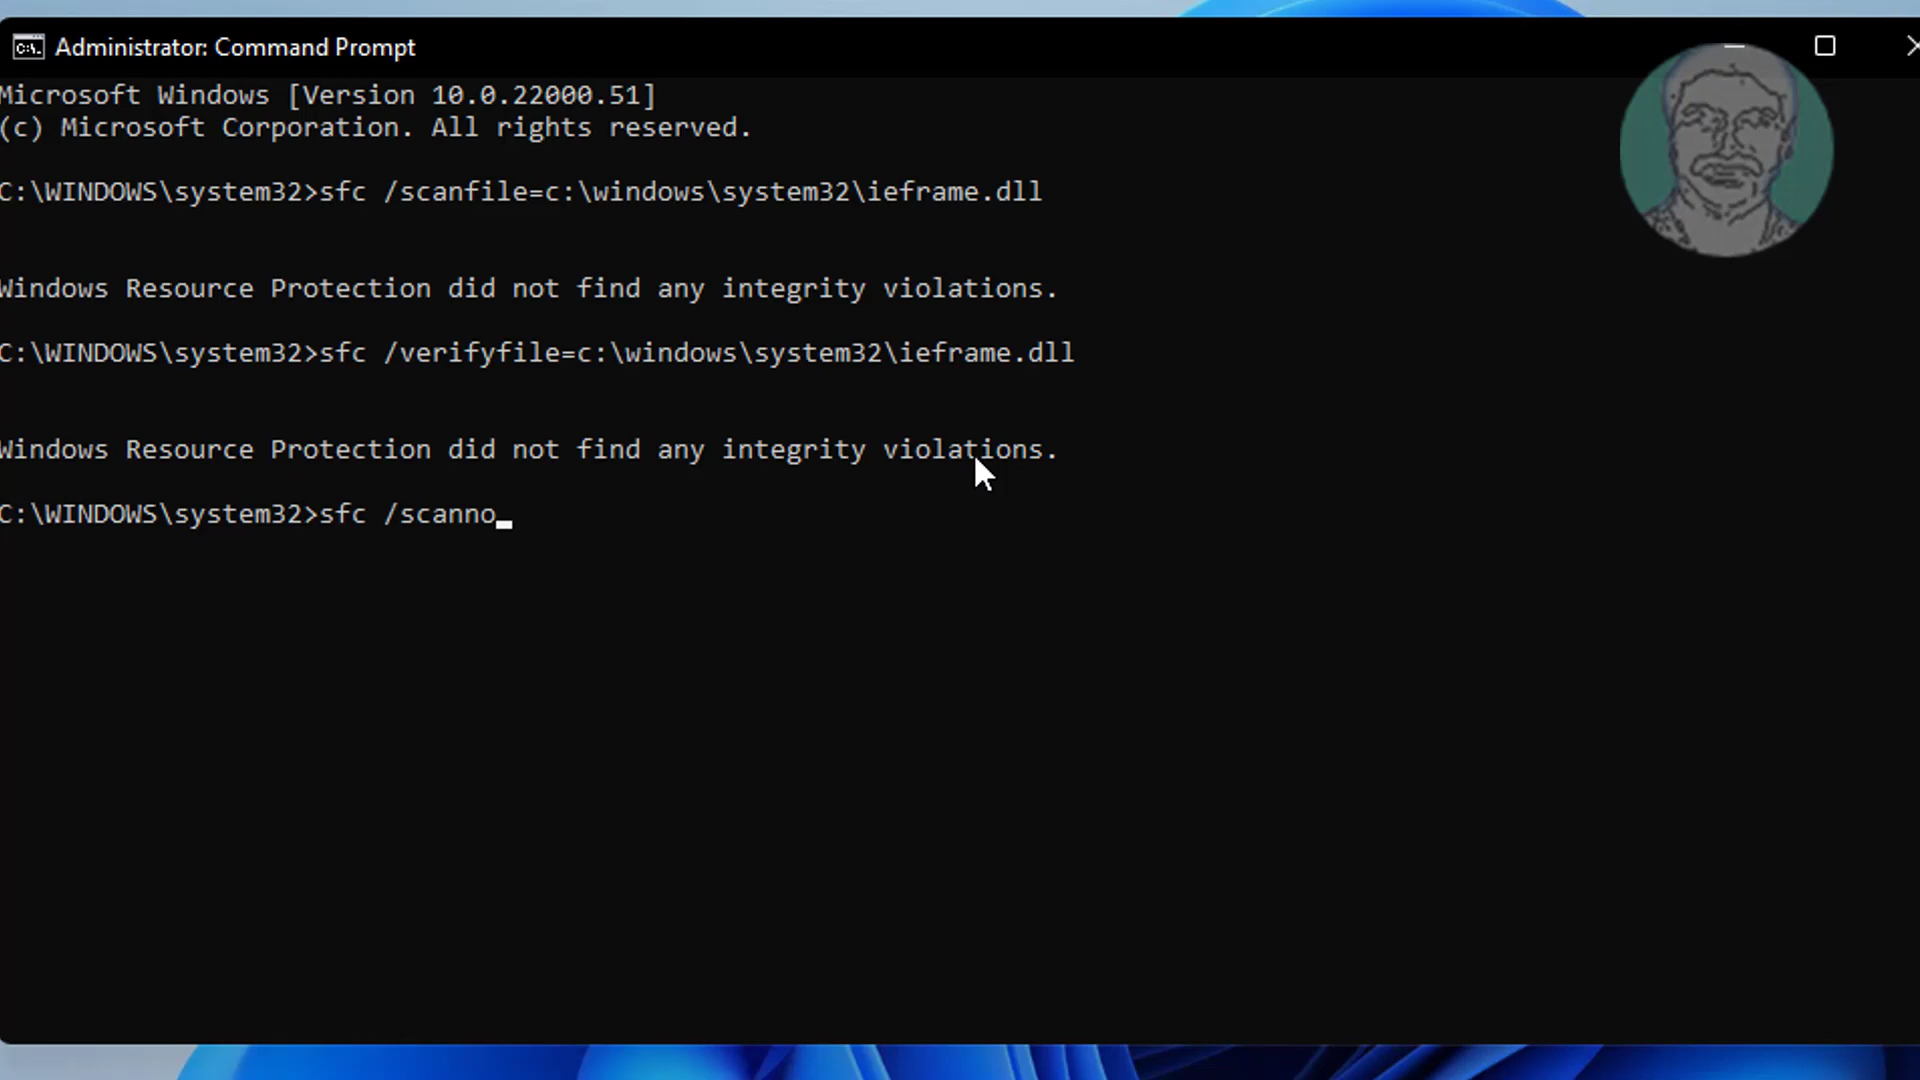 Administrator: Command Prompt
Microsoft Windows [Version 10.0.22000.51]
(c) Microsoft Corporation. All rights reserved.
C:\WINDOWS\system32>sfc /scanfile=c:\windows\system32\ieframe.dll
Windows Resource Protection did not find any integrity violations.
C:\WINDOWS\system32>sfc /verifyfile=c:\windows\system32\ieframe.dll
Windows Resource Protection did not find any integrity violations.
C:\WINDOWS\system32>sfc /scanno